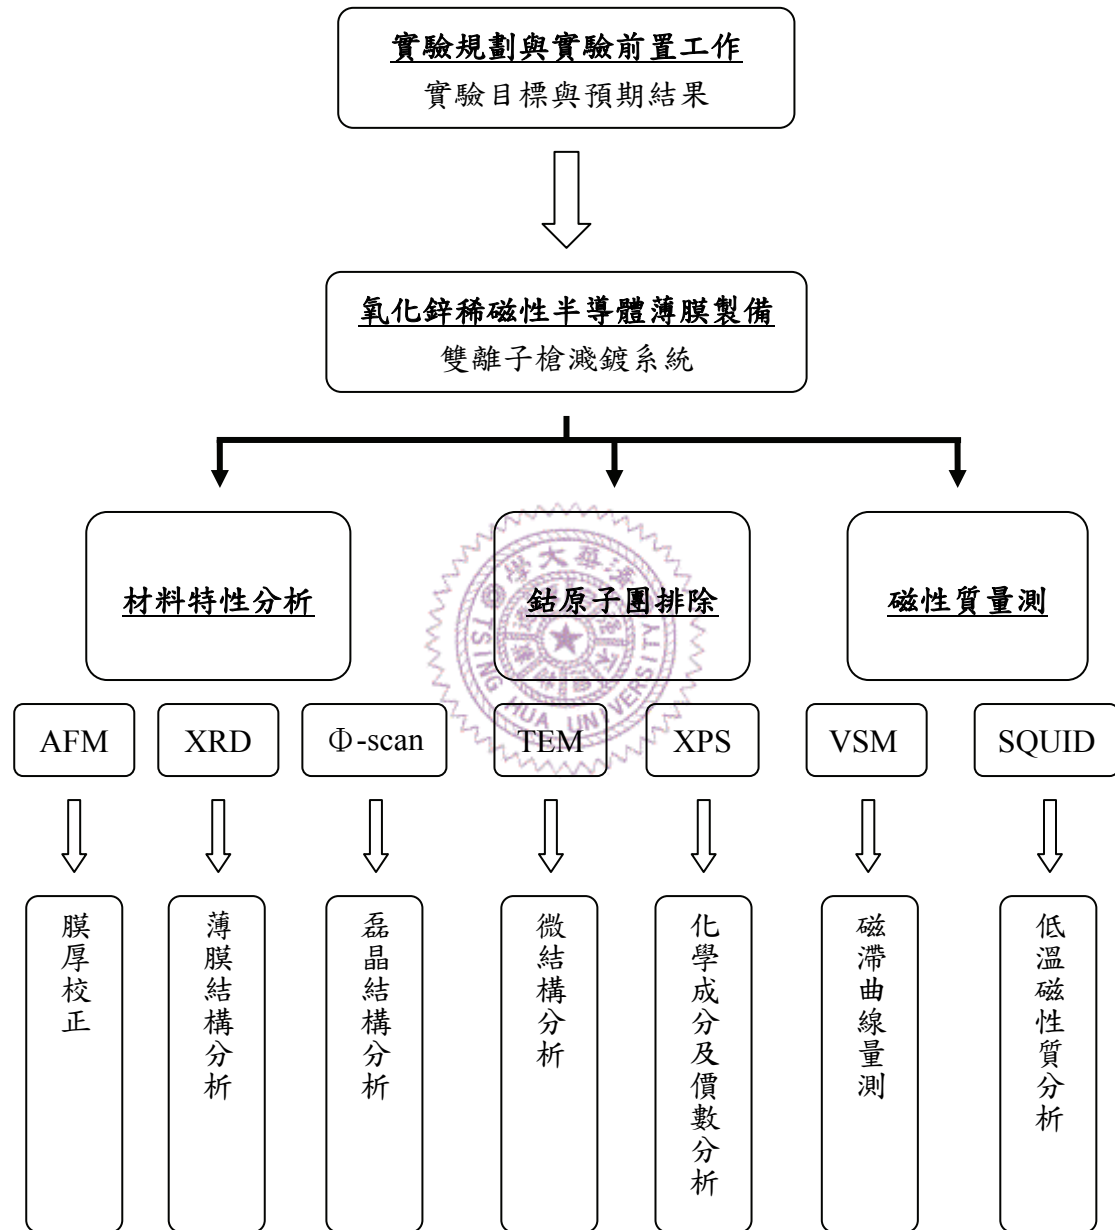 實驗規劃與實驗前置工作
實驗目標與預期結果
氧化鋅稀磁性半導體薄膜製備
雙離子槍濺鍍系統
材料特性分析
鈷原子團排除
磁性質量測
AFM
XRD
Φ-scan
TEM
XPS
VSM
SQUID
膜厚校正
薄膜結構分析
磊晶結構分析
微結構分析
化學成分及價數分析
磁滯曲線量測
低溫磁性質分析
TSING HUA UNIVERSITY